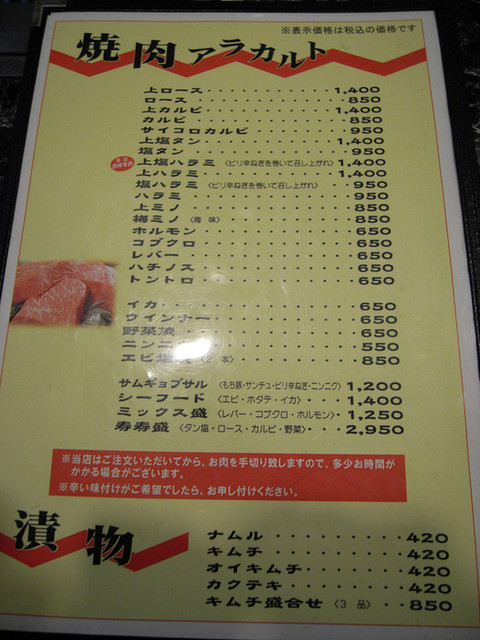 ※表示価格は税込の価格です
焼肉アラカルト
上ロース・・・・・・・・・・・1,400
ロース・・・・・・・・・・・・850
上カルビ・・・・・・・・・・・1,400
カルビ・・・・・・・・・・・・850
サイコロカルビ・・・・・・・・950
上塩タン・・・・・・・・・・・1,400
塩タン・・・・・・・・・・・・950
上塩ハラミ〈ピリ辛ねぎを巻いて召し上がれ〉・・1,400
上ハラミ・・・・・・・・・・・1,400
塩ハラミ〈ピリ辛ねぎを巻いて召し上がれ〉・・・950
ハラミ・・・・・・・・・・・・950
上ミノ・・・・・・・・・・・・850
梅ミノ〈梅 味〉・・・・・・・・850
ホルモン・・・・・・・・・・・650
コブクロ・・・・・・・・・・・650
レバー・・・・・・・・・・・・650
ハチノス・・・・・・・・・・・650
トントロ・・・・・・・・・・・650
イカ・・・・・・・・・・・・・650
ウインナー・・・・・・・・・・650
野菜焼・・・・・・・・・・・・650
ニンニ・・・・・・・・・・550
エビ塩 〈2 本〉・・・・・・・850
サムギョプサル〈もち豚・サンチュ・ピリ辛ねぎ・ニンニク〉1,200
シーフード〈エビ・ホタテ・イカ〉・・・1,400
ミックス盛〈レバー・コブクロ・ホルモン〉・1,250
寿寿盛〈タン塩・ロース・カルビ・野菜〉・・・2,950
※当店はご注文いただいてから、お肉を手切り致しますので、多少お時間が
かかる場合がございます。
※辛い味付けがご希望でしたら、お申し付けください。
漬物
ナムル・・・・・・・・・420
キムチ・・・・・・・・・420
オイキムチ・・・・・・・420
カクテキ・・・・・・・・420
キムチ盛合せ〈3 品〉・・850